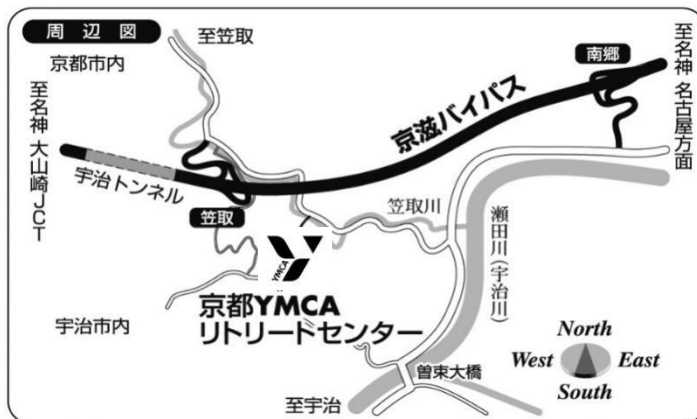 周辺図
至笠取
京都市内
南郷
至名神 名古屋方面
至名神 大山崎JCT
京滋バイパス
宇治トンネル
笠取
笠取川
瀬田川(宇治川)
YMCA
京都YMCA
リトリートセンター
宇治市内
曽束大橋
至宇治
North
West East
South